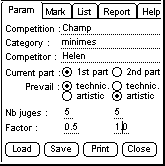 Param Mark List Report Help
Competition : Champ
Category : minimes
Competitor : Helen
Current part : 1st part 2nd part
Prevail : technic. technic.
artistic artistic
Nb juges : 5 5
Factor : 0.5 1.0
Load Save Print Close